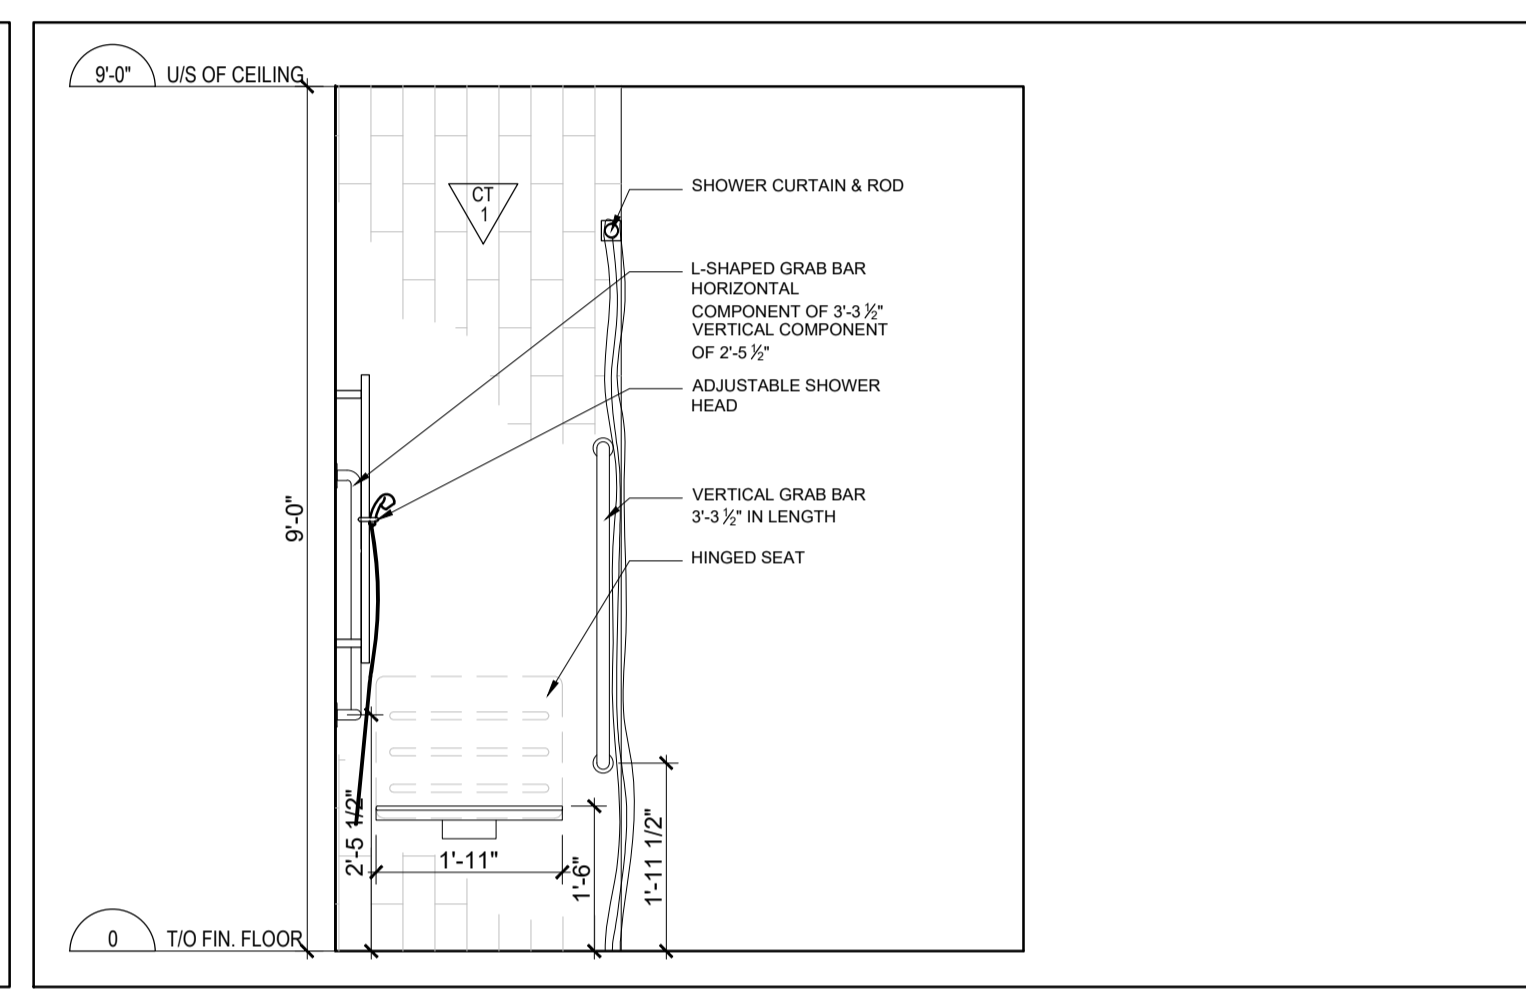 9'-0" U/S OF CEILING
CT
1
SHOWER CURTAIN & ROD
L-SHAPED GRAB BAR
HORIZONTAL
COMPONENT OF 3'-3 ½"
VERTICAL COMPONENT
OF 2'-5 ½"
ADJUSTABLE SHOWER
HEAD
VERTICAL GRAB BAR
3'-3 ½" IN LENGTH
HINGED SEAT
9'-0"
2'-5 1/2"
1'-11"
1'-6"
1'-11 1/2"
0 T/O FIN. FLOOR